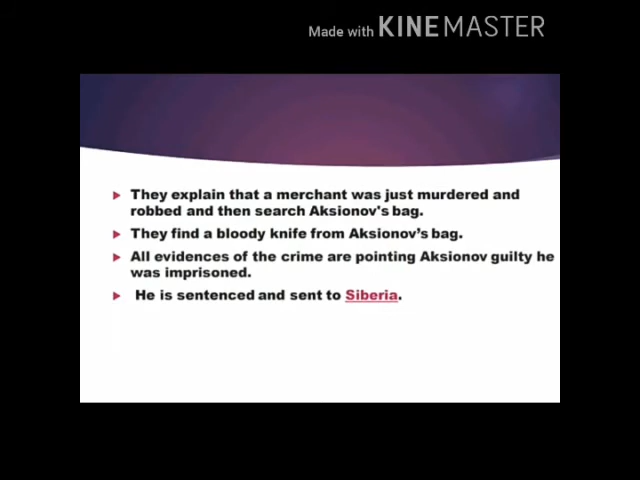 Made with KINEMASTER
They explain that a merchant was just murdered and
robbed and then search Aksionov's bag.
They find a bloody knife from Aksionov's bag.
All evidences of the crime are pointing Aksionov guilty he
was imprisoned.
He is sentenced and sent to Siberia.